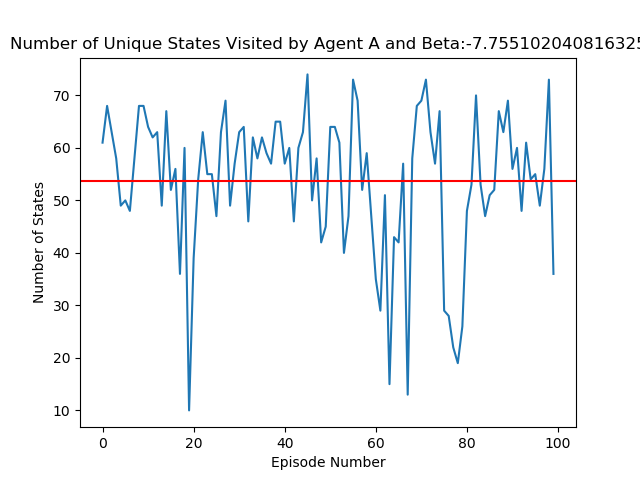 Number of Unique States Visited by Agent A and Beta:-7.755102040816325
70
60
50
40
30
20
10
Number of States
0 20 40 60 80 100
Episode Number